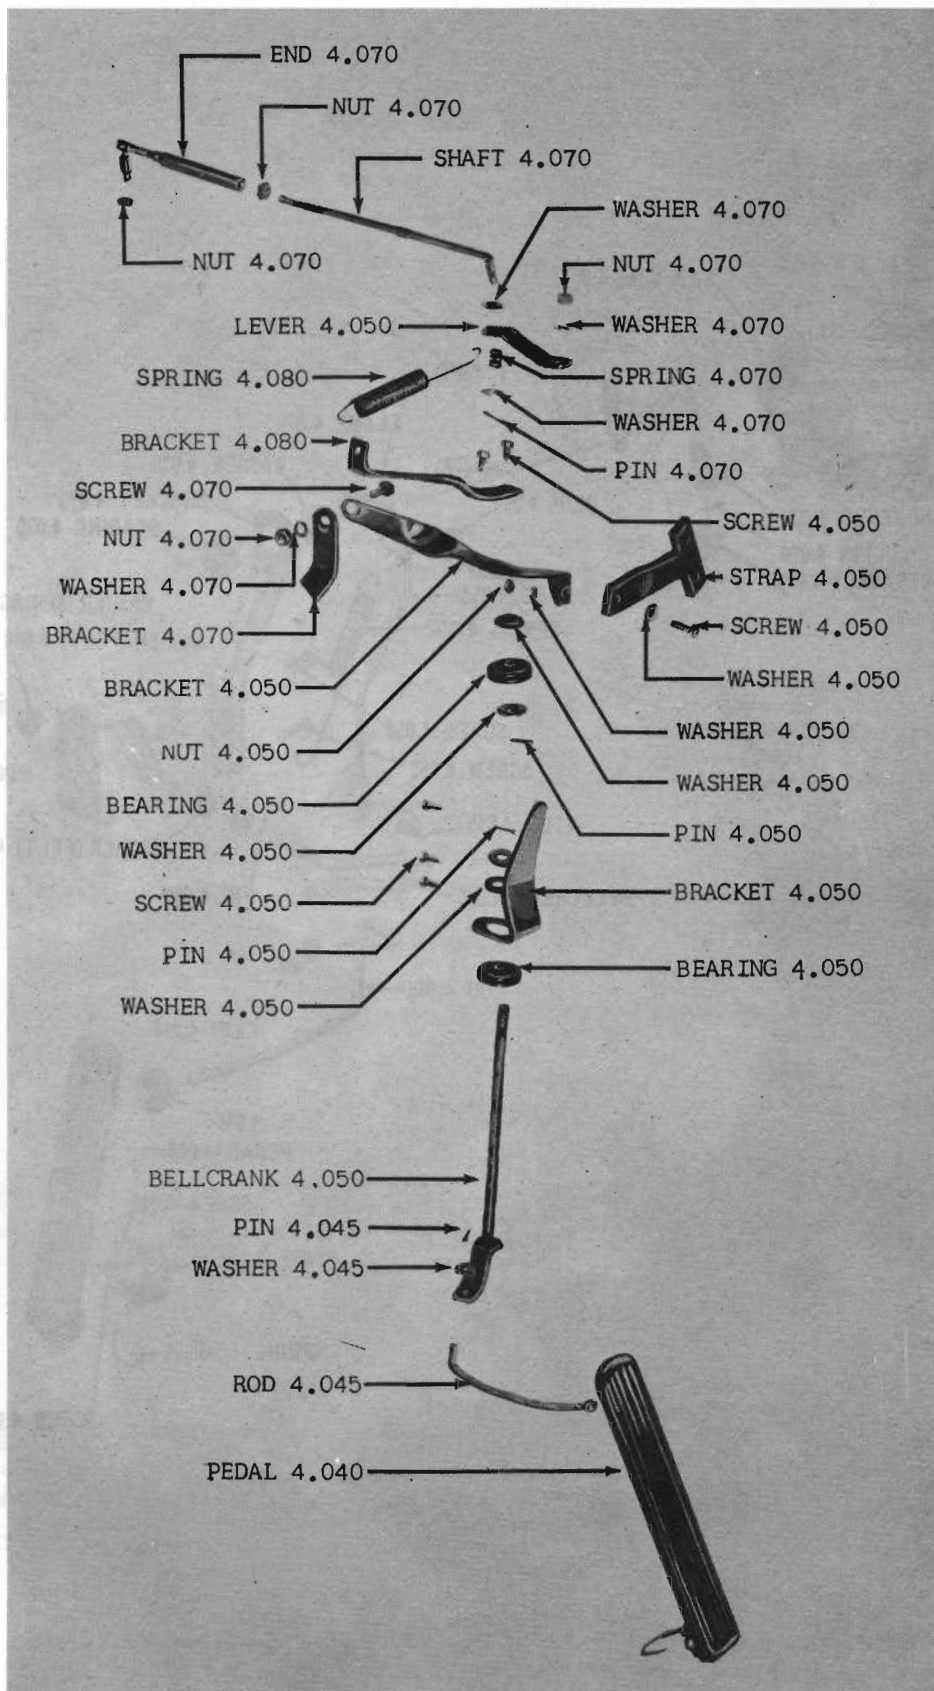 END 4.070
NUT 4.070
SHAFT 4.070
WASHER 4.070
NUT 4.070
NUT 4.070
LEVER 4.050
WASHER 4.070
SPRING 4.080
SPRING 4.070
WASHER 4.070
BRACKET 4.080
PIN 4.070
SCREW 4.070
SCREW 4.050
NUT 4.070
STRAP 4.050
WASHER 4.070
SCREW 4.050
BRACKET 4.070
WASHER 4.050
BRACKET 4.050
WASHER 4.050
NUT 4.050
WASHER 4.050
BEARING 4.050
PIN 4.050
WASHER 4.050
BRACKET 4.050
SCREW 4.050
PIN 4.050
BEARING 4.050
WASHER 4.050
BELLCRANK 4.050
PIN 4.045
WASHER 4.045
ROD 4.045
PEDAL 4.040